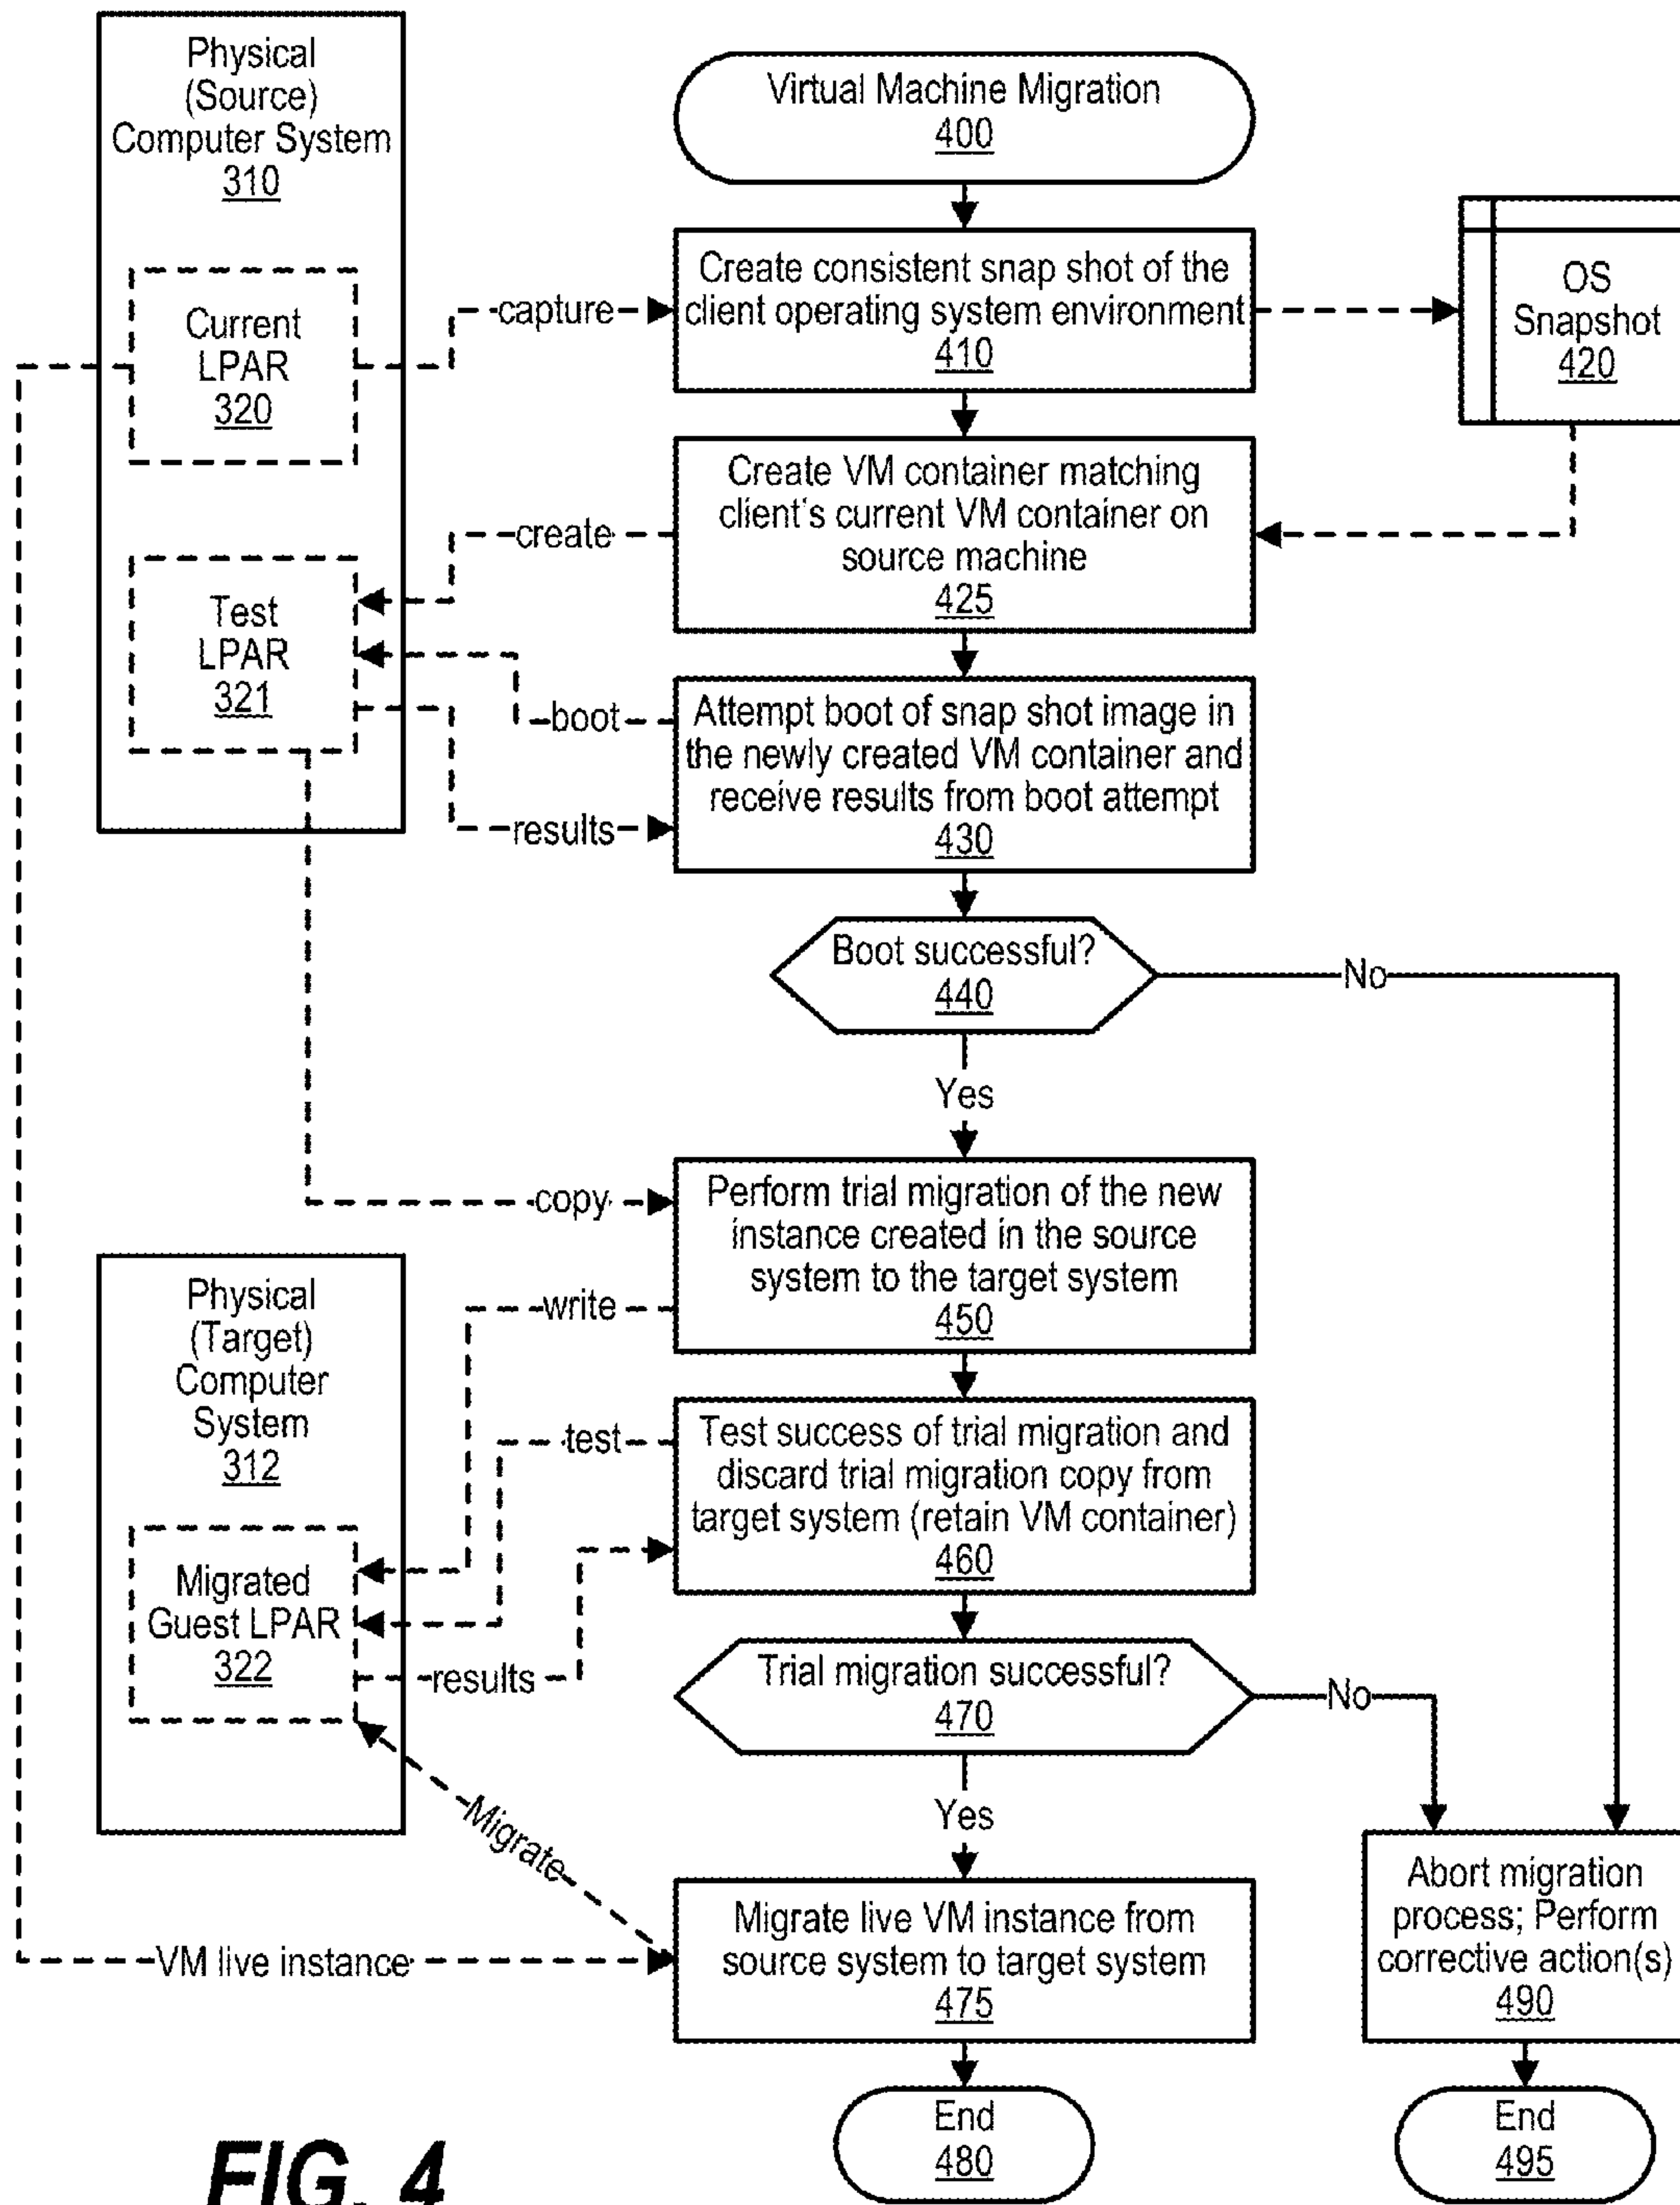 Physical
(Source)
Computer System
310
Current
LPAR
320
Test
LPAR
321
Virtual Machine Migration
400
capture
Create consistent snap shot of the
client operating system environment
410
OS
Snapshot
420
create
Create VM container matching
client's current VM container on
source machine
425
boot
results
Attempt boot of snap shot image in
the newly created VM container and
receive results from boot attempt
430
Boot successful?
440
No
Yes
copy
Perform trial migration of the new
instance created in the source
system to the target system
450
write
Physical
(Target)
Computer
System
312
Migrated
Guest LPAR
322
test
results
Test success of trial migration and
discard trial migration copy from
target system (retain VM container)
460
Trial migration successful?
470
No
Yes
Migrate
VM live instance
Migrate live VM instance from
source system to target system
475
Abort migration
process; Perform
corrective action(s)
490
End
480
End
495
FIG. 4